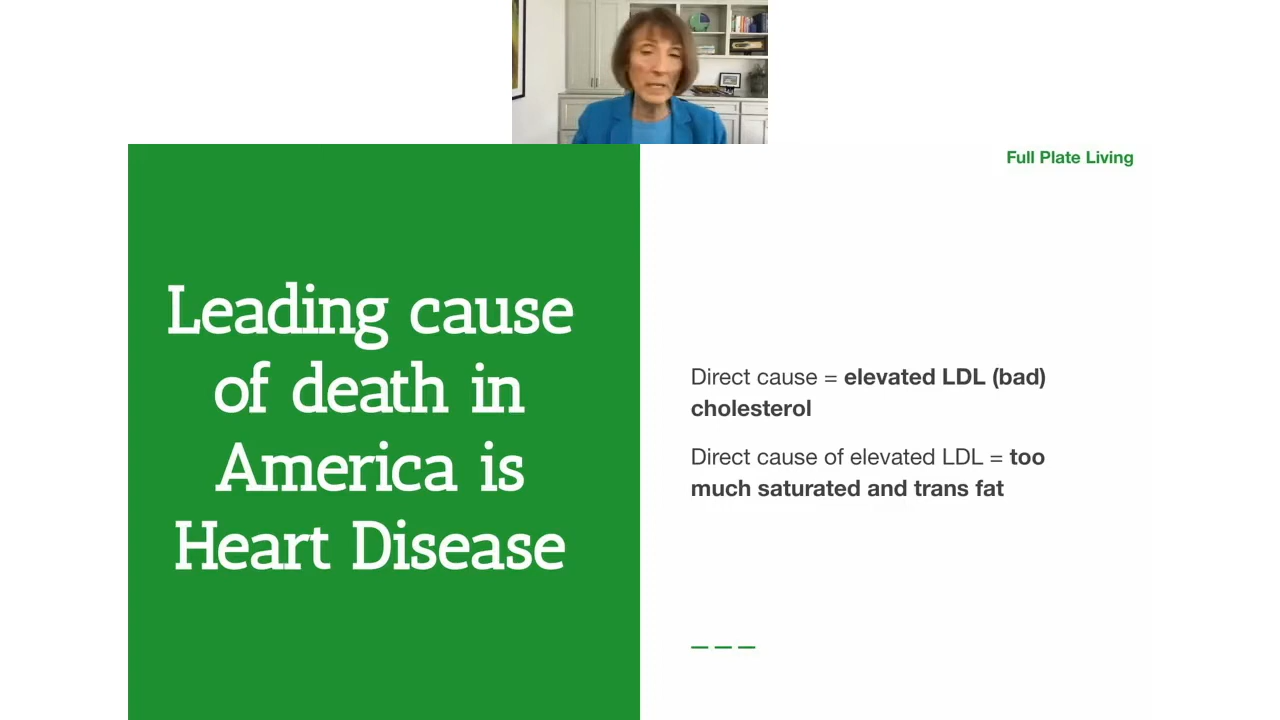 Full Plate Living
Leading cause
of death in
America is
Heart Disease
Direct cause = elevated LDL (bad)
cholesterol
Direct cause of elevated LDL = too
much saturated and trans fat